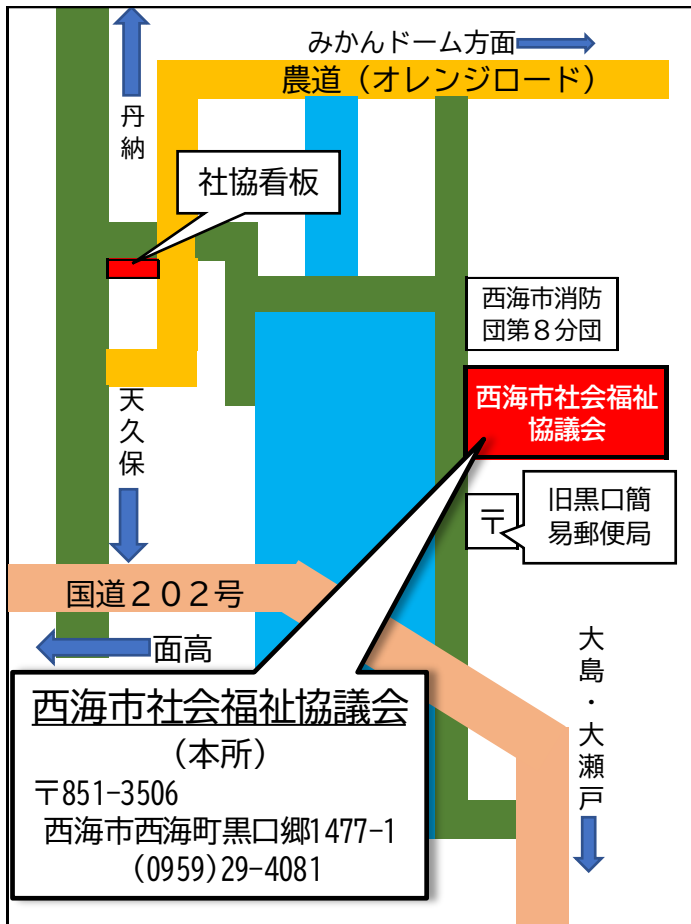 みかんドーム方面
農道（オレンジロード）
丹納
社協看板
西海市消防
団第８分団
西海市社会福祉
協議会
天久保
〒
旧黒口簡
易郵便局
国道２０２号
面高
大島・大瀬戸
西海市社会福祉協議会
（本所）
〒851-3506
西海市西海町黒口郷1477-1
(0959)29-4081